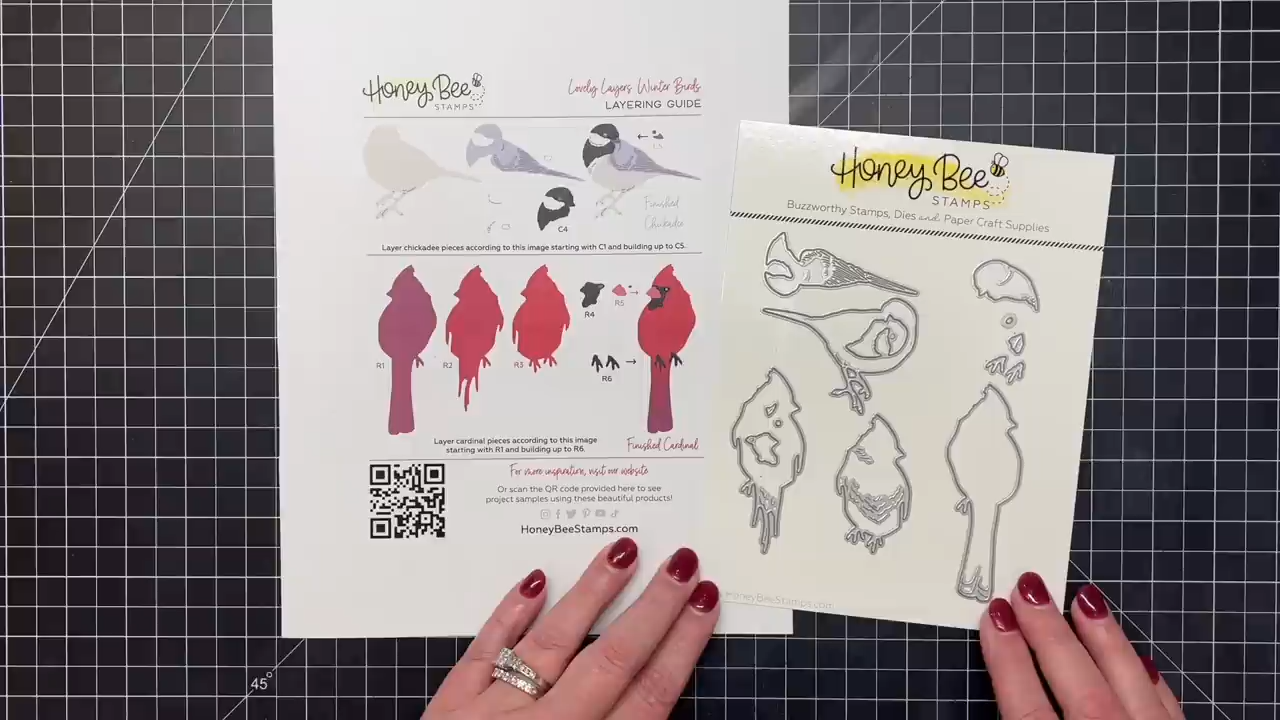 Honey Bee
STAMPS
Lovely Layers Winter Birds
LAYERING GUIDE
C5
C4
Finished
Chickadee
Layer chickadee pieces according to this image starting with C1 and building up to C5.
R1
R2
R3
R4
R5
R6
Layer cardinal pieces according to this image
starting with R1 and building up to R6.
Finished Cardinal
For more inspiration, visit our website
Or scan the QR code provided here to see
project samples using these beautiful products!
HoneyBeeStamps.com
Honey Bee
STAMPS
Buzzworthy Stamps, Dies and Paper Craft Supplies
HoneyBeeStamps.com
45°